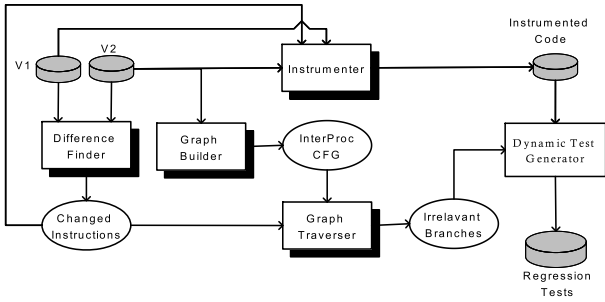 Instrumented
Code
V1
V2
Instrumenter
Difference
Finder
Graph
Builder
InterProc
CFG
Dynamic Test
Generator
Changed
Instructions
Graph
Traverser
Irrelavant
Branches
Regression
Tests